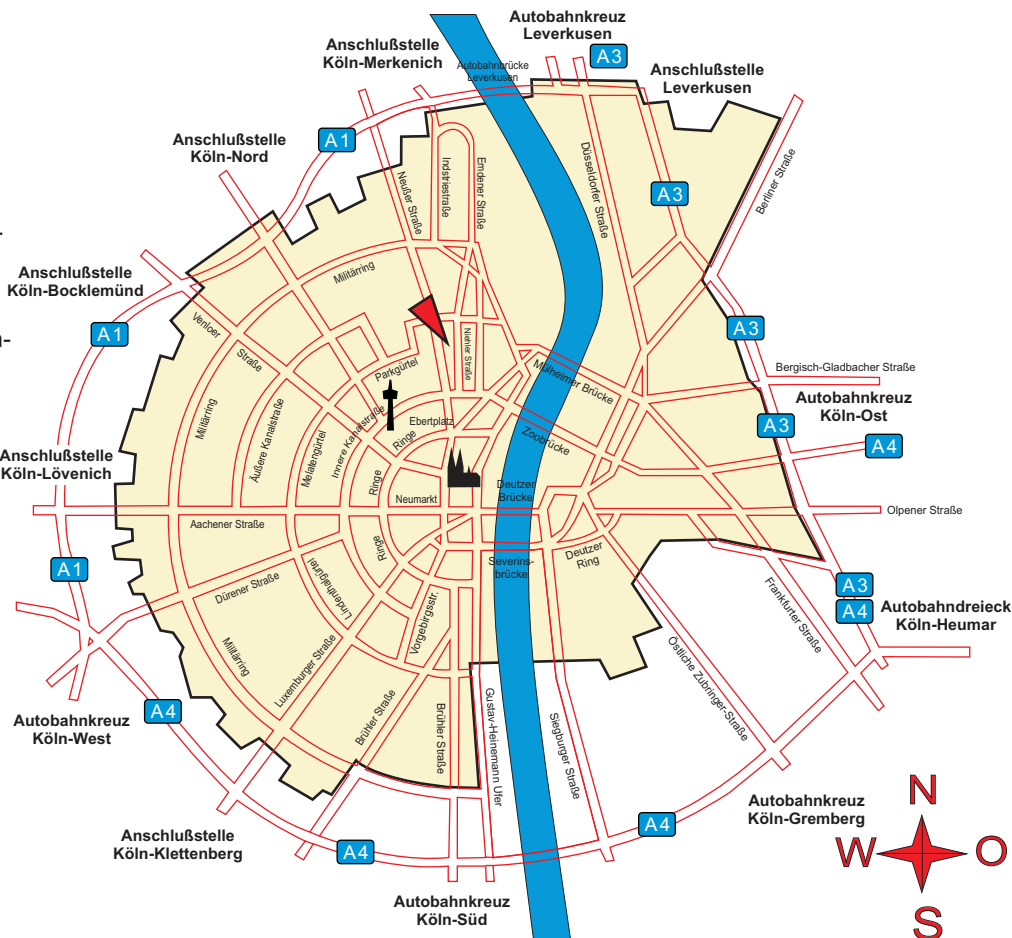 Autobahnkreuz
Leverkusen
A3
Anschlußstelle
Köln-Merkenich
Autobahnbrücke
Leverkusen
Anschlußstelle
Leverkusen
A1
Anschlußstelle
Köln-Nord
Neußer Straße
Indstriestraße
Emdener Straße
Düsseldorfer Straße
A3
Berliner Straße
Anschlußstelle
Köln-Bocklemünd
Militärring
A1
n-
Venloer
Straße
Niehler Straße
A3
Parkgürtel
Mülheimer Brücke
Bergisch-Gladbacher Straße
Autobahnkreuz
Köln-Ost
Militärring
Äußere Kanalstraße
Melatengürtel
Innere Kanalstraße
Ringe
Ebertplatz
Zoobrücke
A3
A4
Anschlußstelle
Köln-Lövenich
Ringe
Neumarkt
Deutzer
Brücke
Olpener Straße
Aachener Straße
Ringe
Severins-
brücke
Deutzer
Ring
A1
Dürener Straße
Lindenthalgürtel
Vorgebirgsstr.
Frankfurter Straße
A3
A4
Autobahndreieck
Köln-Heumar
Militärring
Luxemburger Straße
Östliche Zubringer-Straße
Autobahnkreuz
Köln-West
A4
Brühler Straße
Brühler Straße
Gustav-Heinemann Ufer
Siegburger Straße
Autobahnkreuz
Köln-Gremberg
N
Anschlußstelle
Köln-Klettenberg
A4
A4
W
O
Autobahnkreuz
Köln-Süd
S